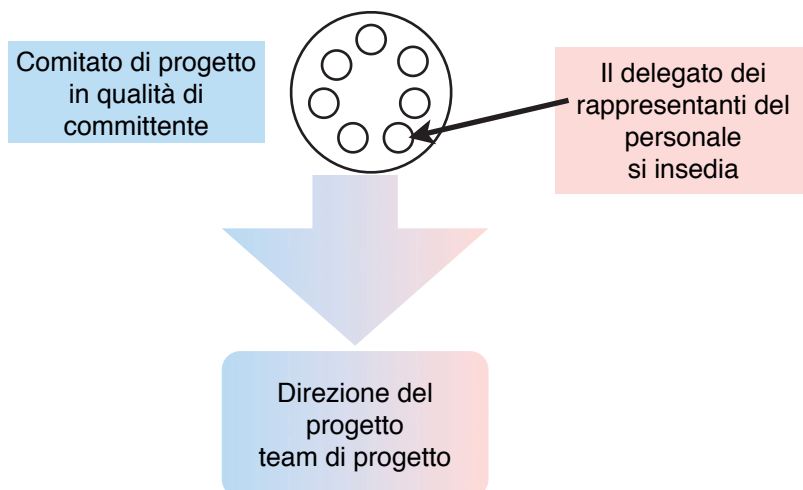 Comitato di progetto
in qualità di
committente
Il delegato dei
rappresentanti del
personale
si insedia
Direzione del
progetto
team di progetto